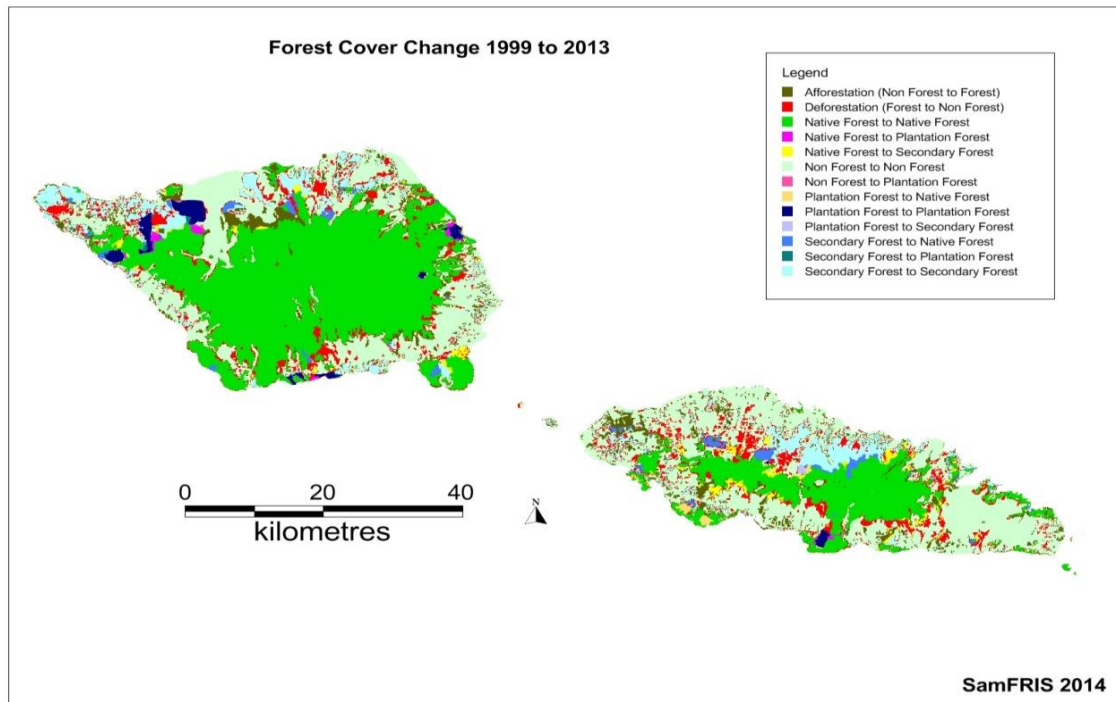 Forest Cover Change 1999 to 2013
Legend
Afforestation (Non Forest to Forest)
Deforestation (Forest to Non Forest)
Native Forest to Native Forest
Native Forest to Plantation Forest
Native Forest to Secondary Forest
Non Forest to Non Forest
Non Forest to Plantation Forest
Plantation Forest to Native Forest
Plantation Forest to Plantation Forest
Plantation Forest to Secondary Forest
Secondary Forest to Native Forest
Secondary Forest to Plantation Forest
Secondary Forest to Secondary Forest
0 20 40
kilometres
N
SamFRIS 2014